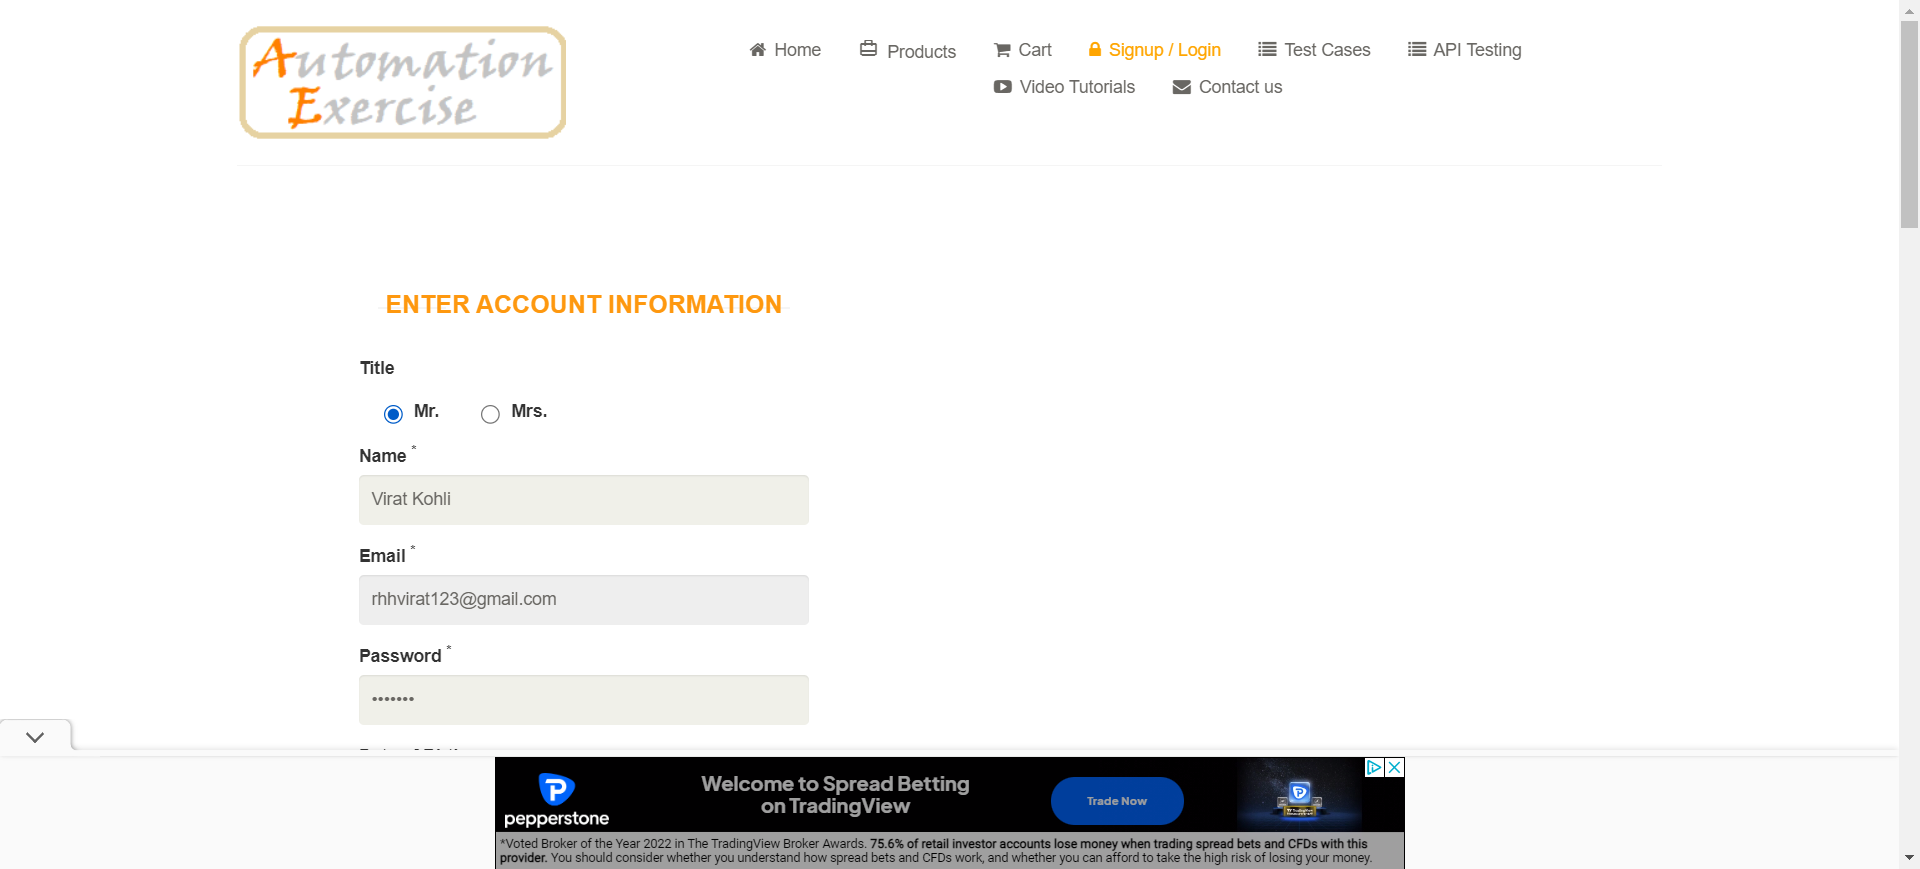 Automation
Exercise
Home
Products
Cart
Signup / Login
Test Cases
API Testing
Video Tutorials
Contact us
ENTER ACCOUNT INFORMATION
Title
Mr.
Mrs.
Name *
Virat Kohli
Email *
rhhvirat123@gmail.com
Password *
•••••••
pepperstone
Welcome to Spread Betting
on TradingView
Trade Now
*Voted Broker of the Year 2022 in The TradingView Broker Awards. 75.6% of retail investor accounts lose money when trading spread bets and CFDs with this
provider. You should consider whether you understand how spread bets and CFDs work, and whether you can afford to take the high risk of losing your money.